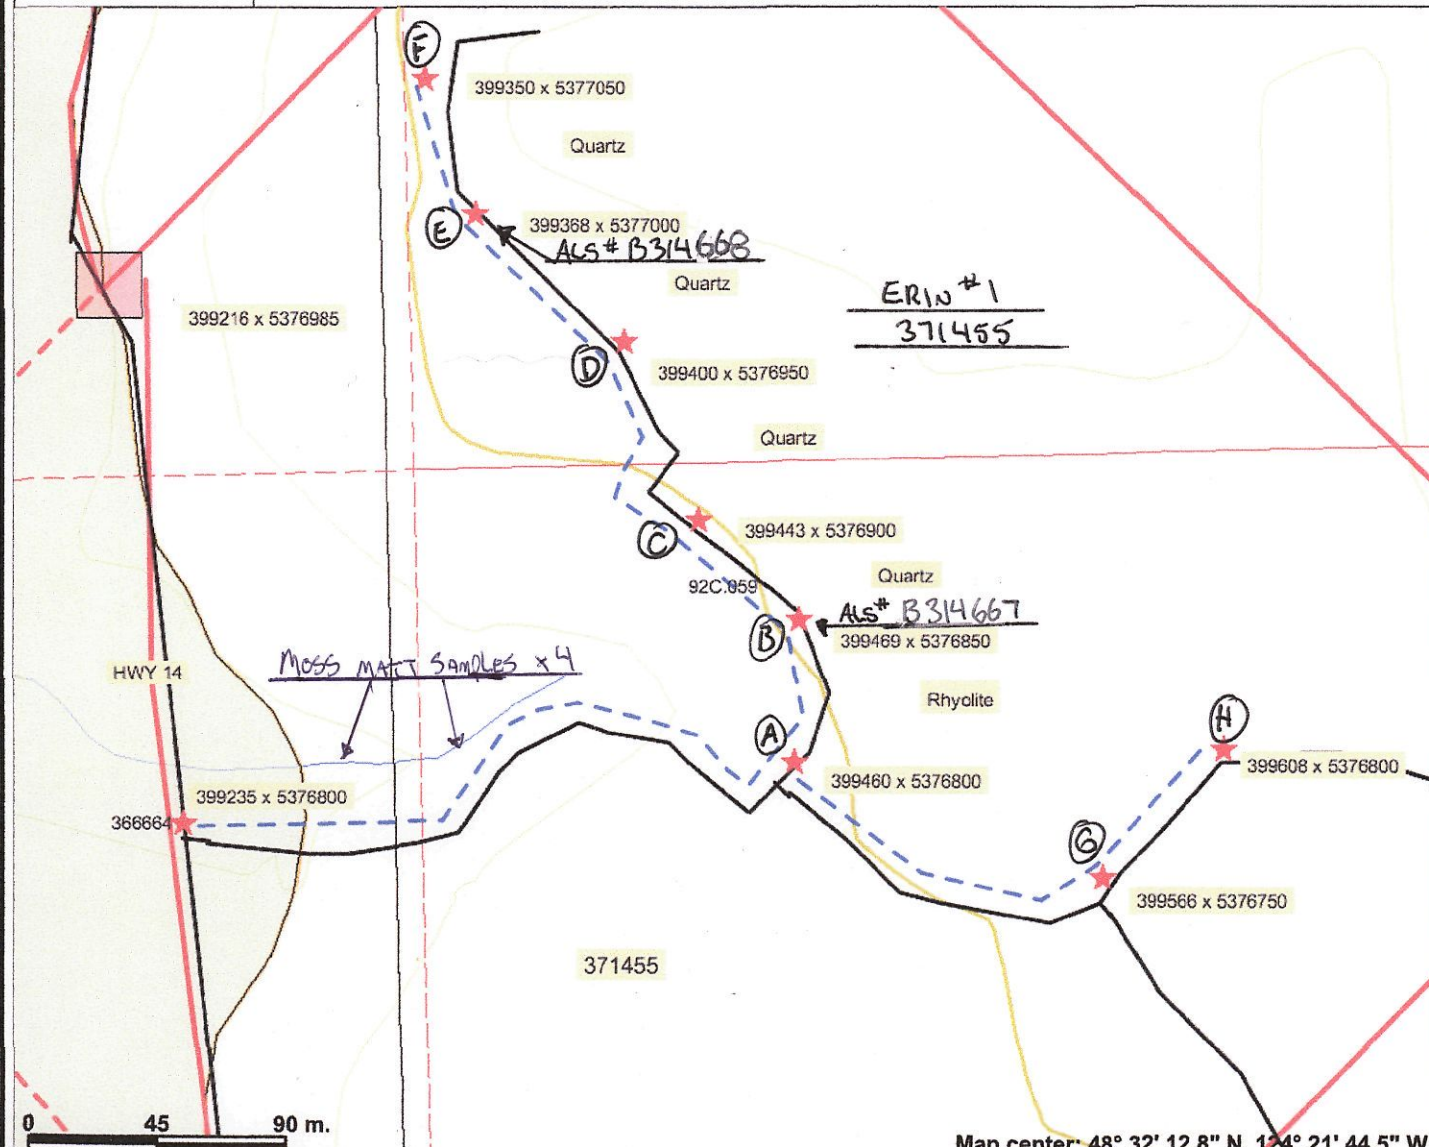 F
399350 x 5377050
Quartz
E
399368 x 5377000
ALS# B314668
Quartz
ERIN #1
371455
399216 x 5376985
D
399400 x 5376950
Quartz
C
399443 x 5376900
92C.059
Quartz
ALS# B314667
B
399469 x 5376850
MOSS MATT SAMPLES x 4
HWY 14
Rhyolite
A
H
399460 x 5376800
399608 x 5376800
399235 x 5376800
366664
G
399566 x 5376750
371455
0 45 90 m.
Map center: 48° 32' 12.8" N, 124° 21' 44.5" W